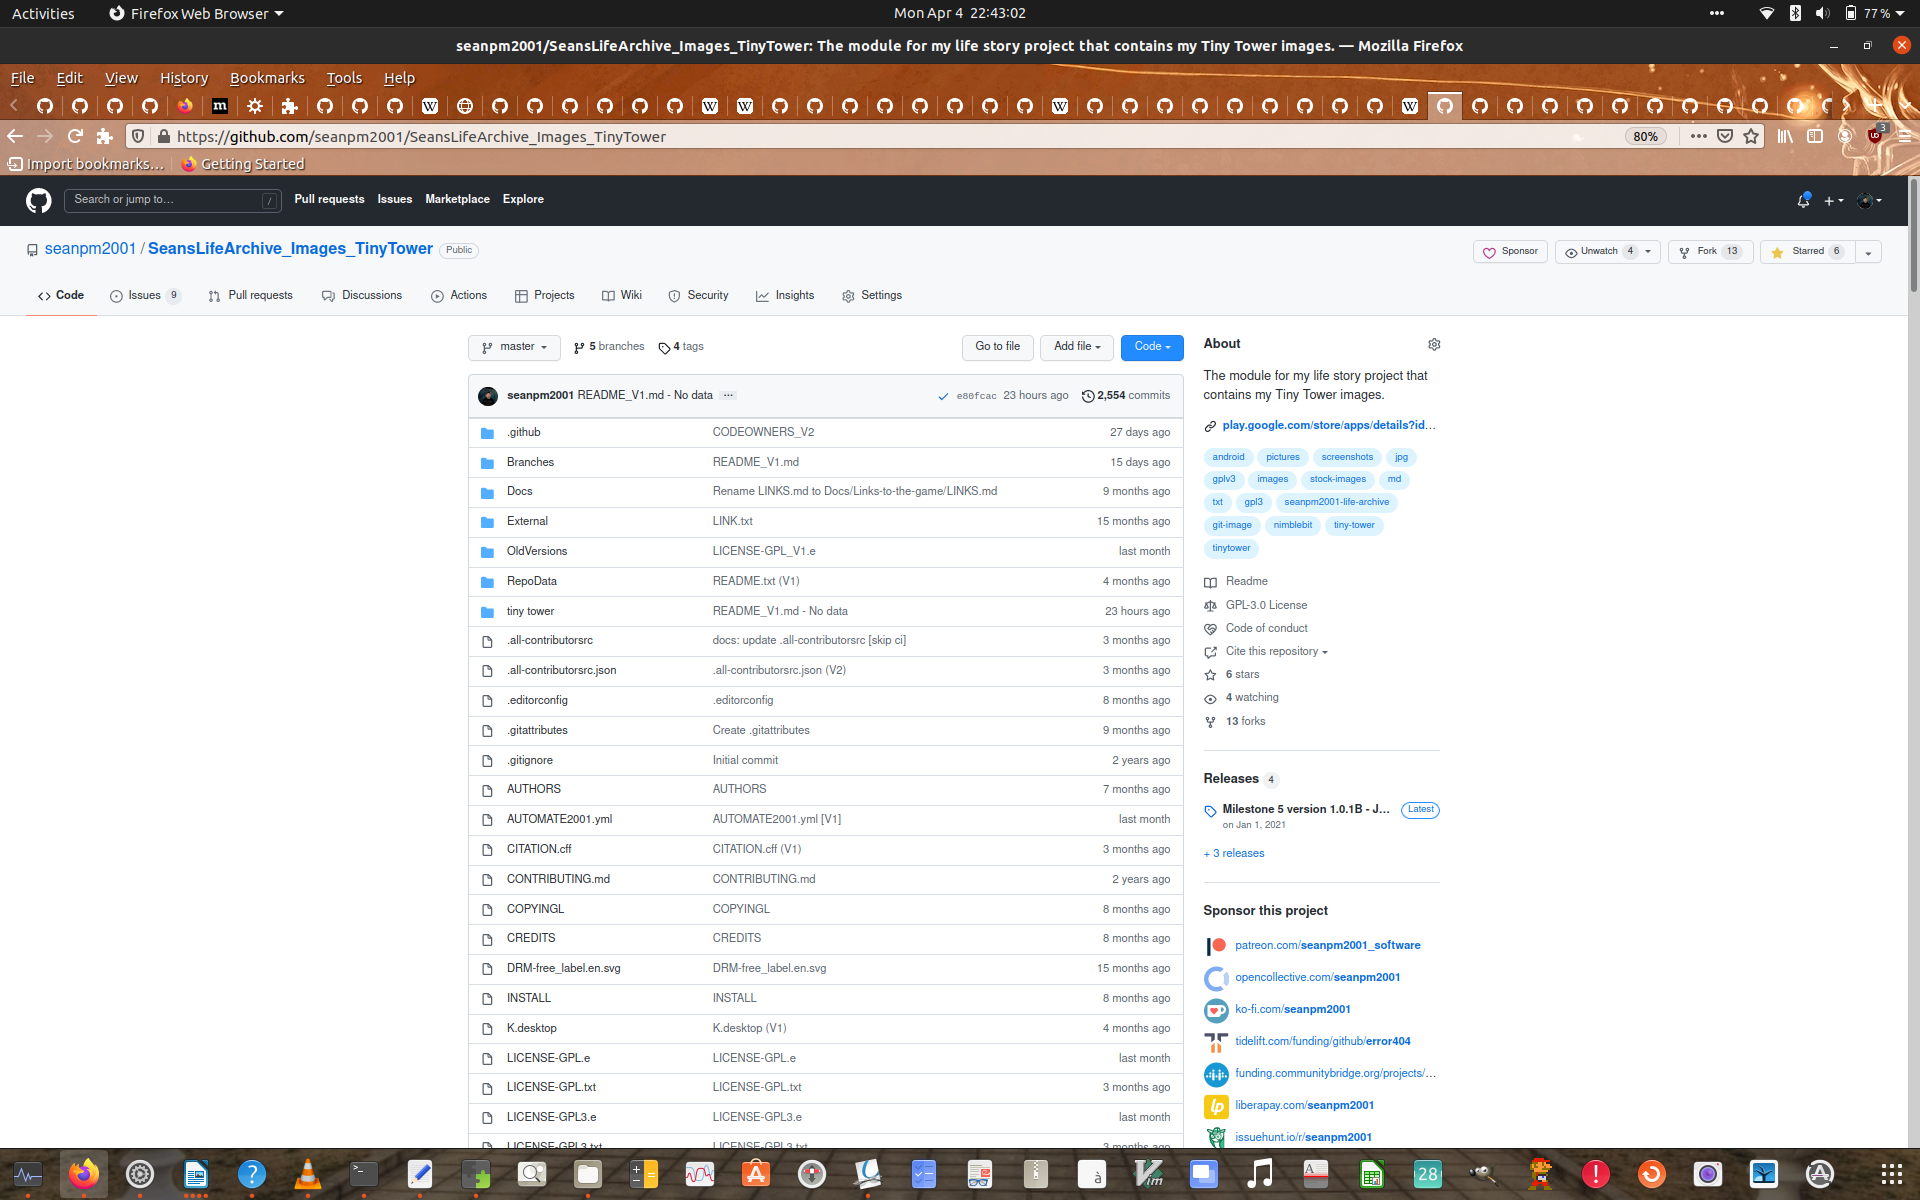 Activities
Firefox Web Browser
Mon Apr 4 22:43:02
77 %
seanpm2001/SeansLifeArchive_Images_TinyTower: The module for my life story project that contains my Tiny Tower images. — Mozilla Firefox
File Edit View History Bookmarks Tools Help
https://github.com/seanpm2001/SeansLifeArchive_Images_TinyTower
80%
3
Import bookmarks…
Getting Started
Search or jump to…
/
Pull requests Issues Marketplace Explore
seanpm2001 / SeansLifeArchive_Images_TinyTower Public
Sponsor
Unwatch 4
Fork 13
Starred 6
Code
Issues 9
Pull requests
Discussions
Actions
Projects
Wiki
Security
Insights
Settings
master
5 branches
4 tags
Go to file
Add file
Code
seanpm2001 README_V1.md - No data
e80fcac 23 hours ago
2,554 commits
.github CODEOWNERS_V2 27 days ago
Branches README_V1.md 15 days ago
Docs Rename LINKS.md to Docs/Links-to-the-game/LINKS.md 9 months ago
External LINK.txt 15 months ago
OldVersions LICENSE-GPL_V1.e last month
RepoData README.txt (V1) 4 months ago
tiny tower README_V1.md - No data 23 hours ago
.all-contributorsrc docs: update .all-contributorsrc [skip ci] 3 months ago
.all-contributorsrc.json .all-contributorsrc.json (V2) 3 months ago
.editorconfig .editorconfig 8 months ago
.gitattributes Create .gitattributes 9 months ago
.gitignore Initial commit 2 years ago
AUTHORS AUTHORS 7 months ago
AUTOMATE2001.yml AUTOMATE2001.yml [V1] last month
CITATION.cff CITATION.cff (V1) 3 months ago
CONTRIBUTING.md CONTRIBUTING.md 2 years ago
COPYINGL COPYINGL 8 months ago
CREDITS CREDITS 8 months ago
DRM-free_label.en.svg DRM-free_label.en.svg 15 months ago
INSTALL INSTALL 8 months ago
K.desktop K.desktop (V1) 4 months ago
LICENSE-GPL.e LICENSE-GPL.e last month
LICENSE-GPL.txt LICENSE-GPL.txt 3 months ago
LICENSE-GPL3.e LICENSE-GPL3.e last month
LICENSE-GPL3.txt LICENSE-GPL3.txt 3 months ago
About
The module for my life story project that
contains my Tiny Tower images.
play.google.com/store/apps/details?id...
android pictures screenshots jpg
gplv3 images stock-images md
txt gpl3 seanpm2001-life-archive
git-image nimblebit tiny-tower
tinytower
Readme
GPL-3.0 License
Code of conduct
Cite this repository
6 stars
4 watching
13 forks
Releases 4
Milestone 5 version 1.0.1B - J... Latest
on Jan 1, 2021
+ 3 releases
Sponsor this project
patreon.com/seanpm2001_software
opencollective.com/seanpm2001
ko-fi.com/seanpm2001
tidelift.com/funding/github/error404
funding.communitybridge.org/projects/...
liberapay.com/seanpm2001
issuehunt.io/r/seanpm2001
28